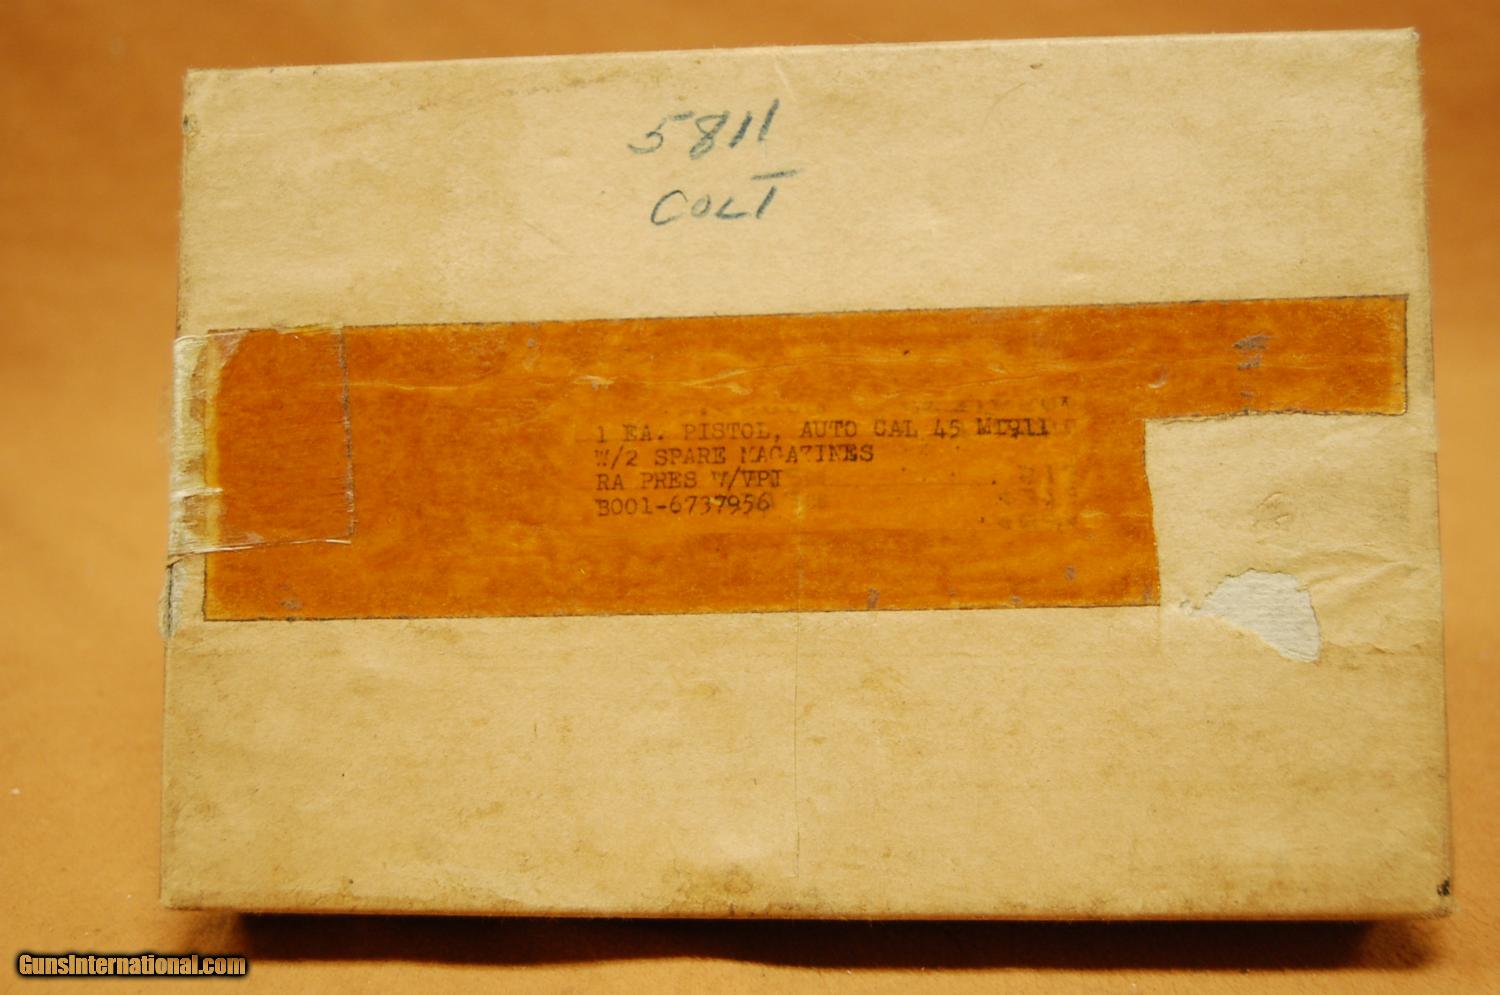 5811
COLT
1 EA. PISTOL, AUTO CAL 45 M1911
W/2 SPARE MAGAZINES
RA PRES W/VPI
B001-6737956
GunsInternational.com